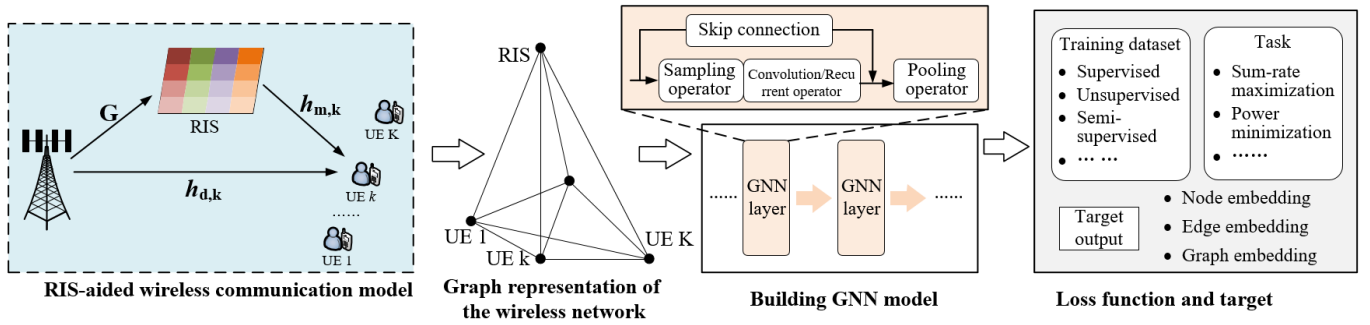 G
RIS
h_{m,k}
UE K
h_{d,k}
UE k
......
UE 1
RIS-aided wireless communication model
RIS
UE 1
UE k
UE K
Graph representation of
the wireless network
Skip connection
Sampling
operator
Convolution/Recu
rrent operator
Pooling
operator
......
GNN
layer
GNN
layer
......
Building GNN model
Training dataset
• Supervised
• Unsupervised
• Semi-
supervised
• ... ...
Task
• Sum-rate
maximization
• Power
minimization
• ......
Target
output
• Node embedding
• Edge embedding
• Graph embedding
Loss function and target